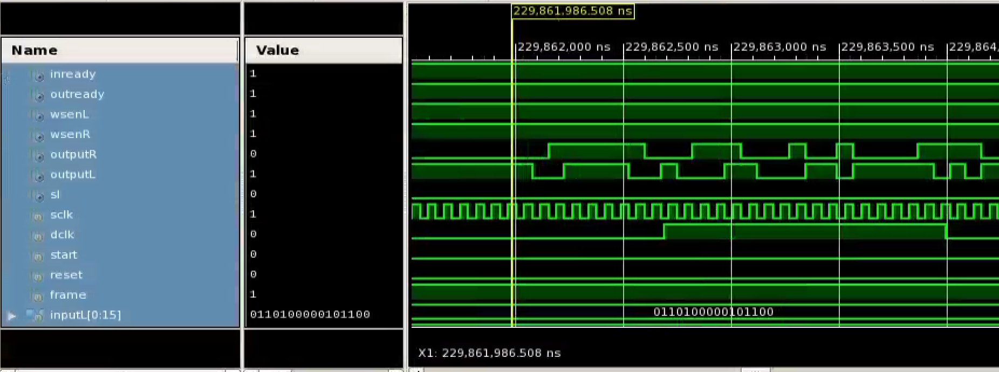 229,861,986.508 ns
229,862,000 ns 229,862,500 ns 229,863,000 ns 229,863,500 ns 229,864,
Name Value
inready 1
outready 1
wsenL 1
wsenR 1
outputR 0
outputL 1
sl 0
sclk 1
dclk 0
start 0
reset 0
frame 1
inputL[0:15] 0110100000101100 0110100000101100
X1: 229,861,986.508 ns